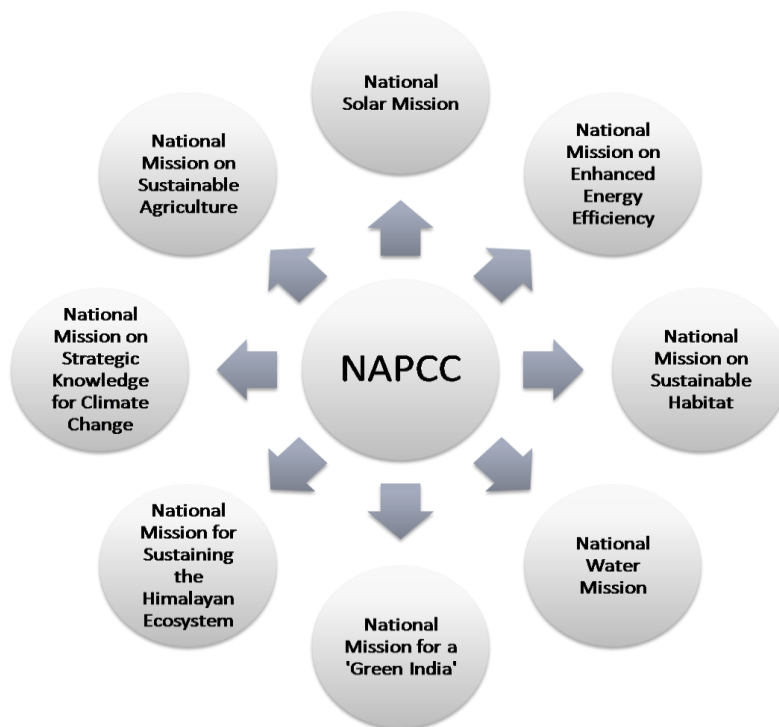 National
Solar Mission
National
Mission on
Enhanced
Energy
Efficiency
National
Mission on
Sustainable
Habitat
National
Water
Mission
National
Mission for a
'Green India'
National
Mission for
Sustaining
the
Himalayan
Ecosystem
National
Mission on
Strategic
Knowledge
for Climate
Change
National
Mission on
Sustainable
Agriculture
NAPCC